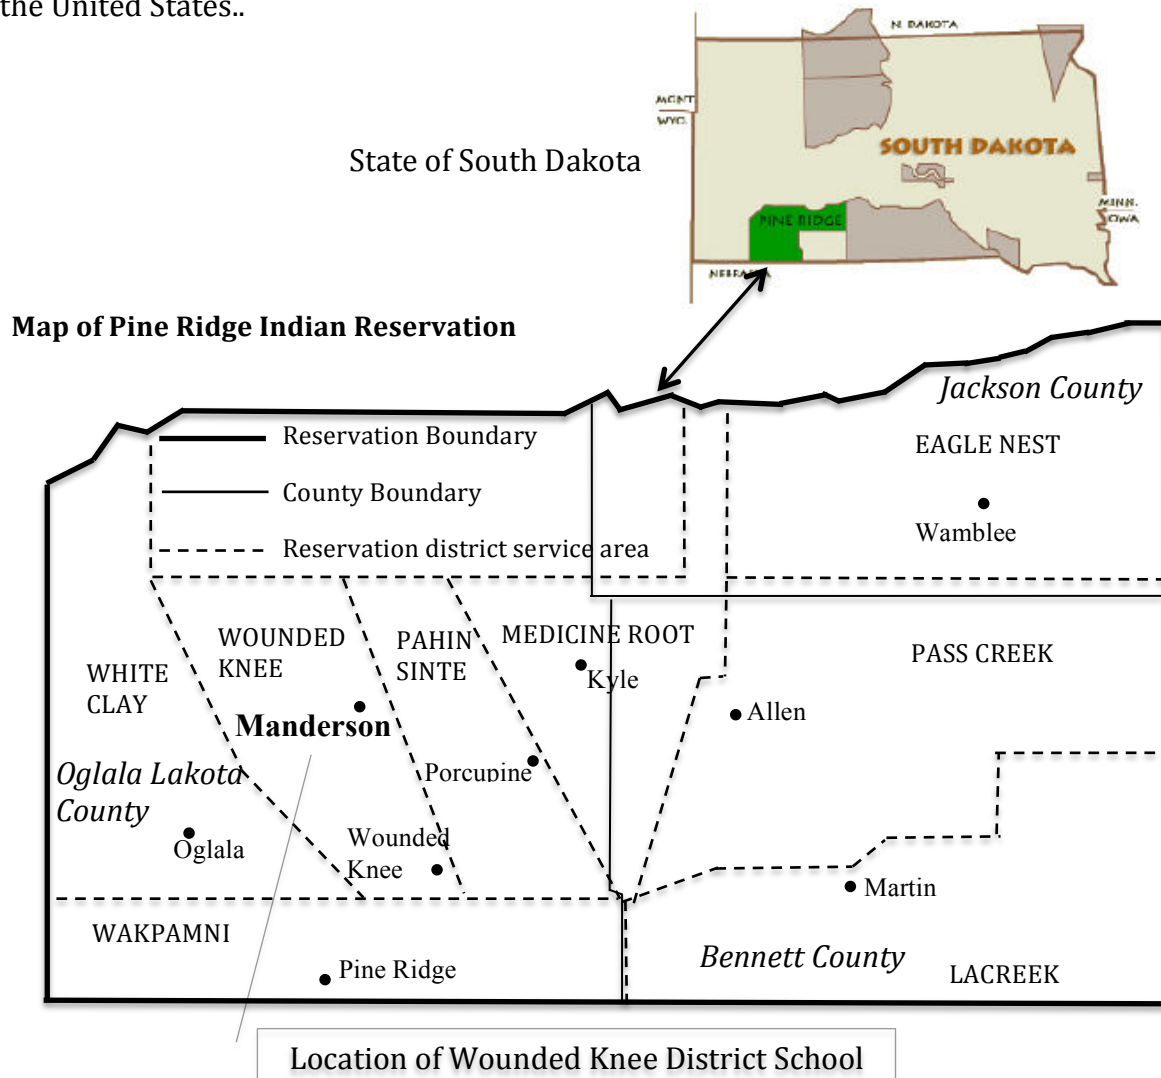 the United States..
N. DAKOTA
MONT
WYO.
State of South Dakota
SOUTH DAKOTA
MINN.
IOWA
PINE RIDGE
NEBRASKA
Map of Pine Ridge Indian Reservation
Jackson County
Reservation Boundary
EAGLE NEST
County Boundary
Wamblee
Reservation district service area
WOUNDED
KNEE
PAHIN
SINTE
MEDICINE ROOT
PASS CREEK
WHITE
CLAY
Kyle
Allen
Manderson
Oglala Lakota
County
Porcupine
Oglala
Wounded
Knee
Martin
WAKPAMNI
Pine Ridge
Bennett County
LACREEK
Location of Wounded Knee District School